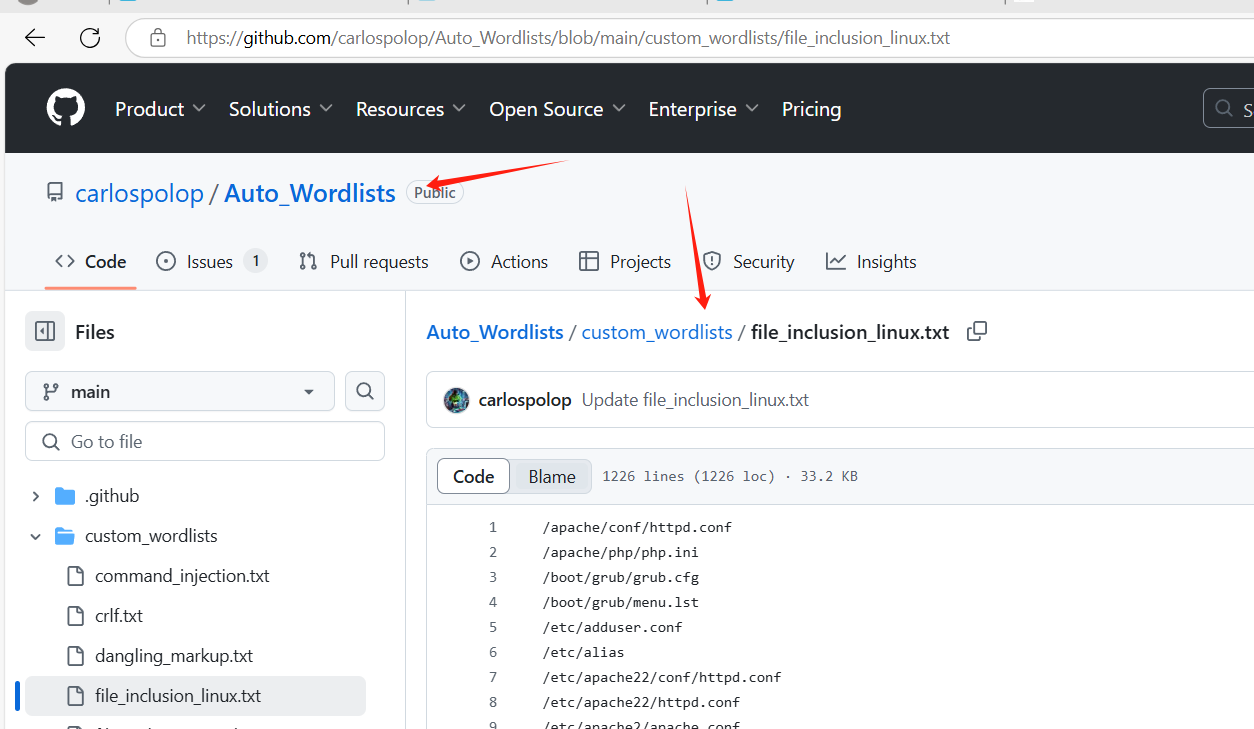 https://github.com/carlospolop/Auto_Wordlists/blob/main/custom_wordlists/file_inclusion_linux.txt
Product Solutions Resources Open Source Enterprise Pricing
carlospolop / Auto_Wordlists Public
Code Issues 1 Pull requests Actions Projects Security Insights
Files
main
Go to file
.github
custom_wordlists
command_injection.txt
crlf.txt
dangling_markup.txt
file_inclusion_linux.txt
Auto_Wordlists / custom_wordlists / file_inclusion_linux.txt
carlospolop Update file_inclusion_linux.txt
Code Blame 1226 lines (1226 loc) · 33.2 KB
1 /apache/conf/httpd.conf
2 /apache/php/php.ini
3 /boot/grub/grub.cfg
4 /boot/grub/menu.lst
5 /etc/adduser.conf
6 /etc/alias
7 /etc/apache22/conf/httpd.conf
8 /etc/apache22/httpd.conf
9 /etc/apache2/apache.conf